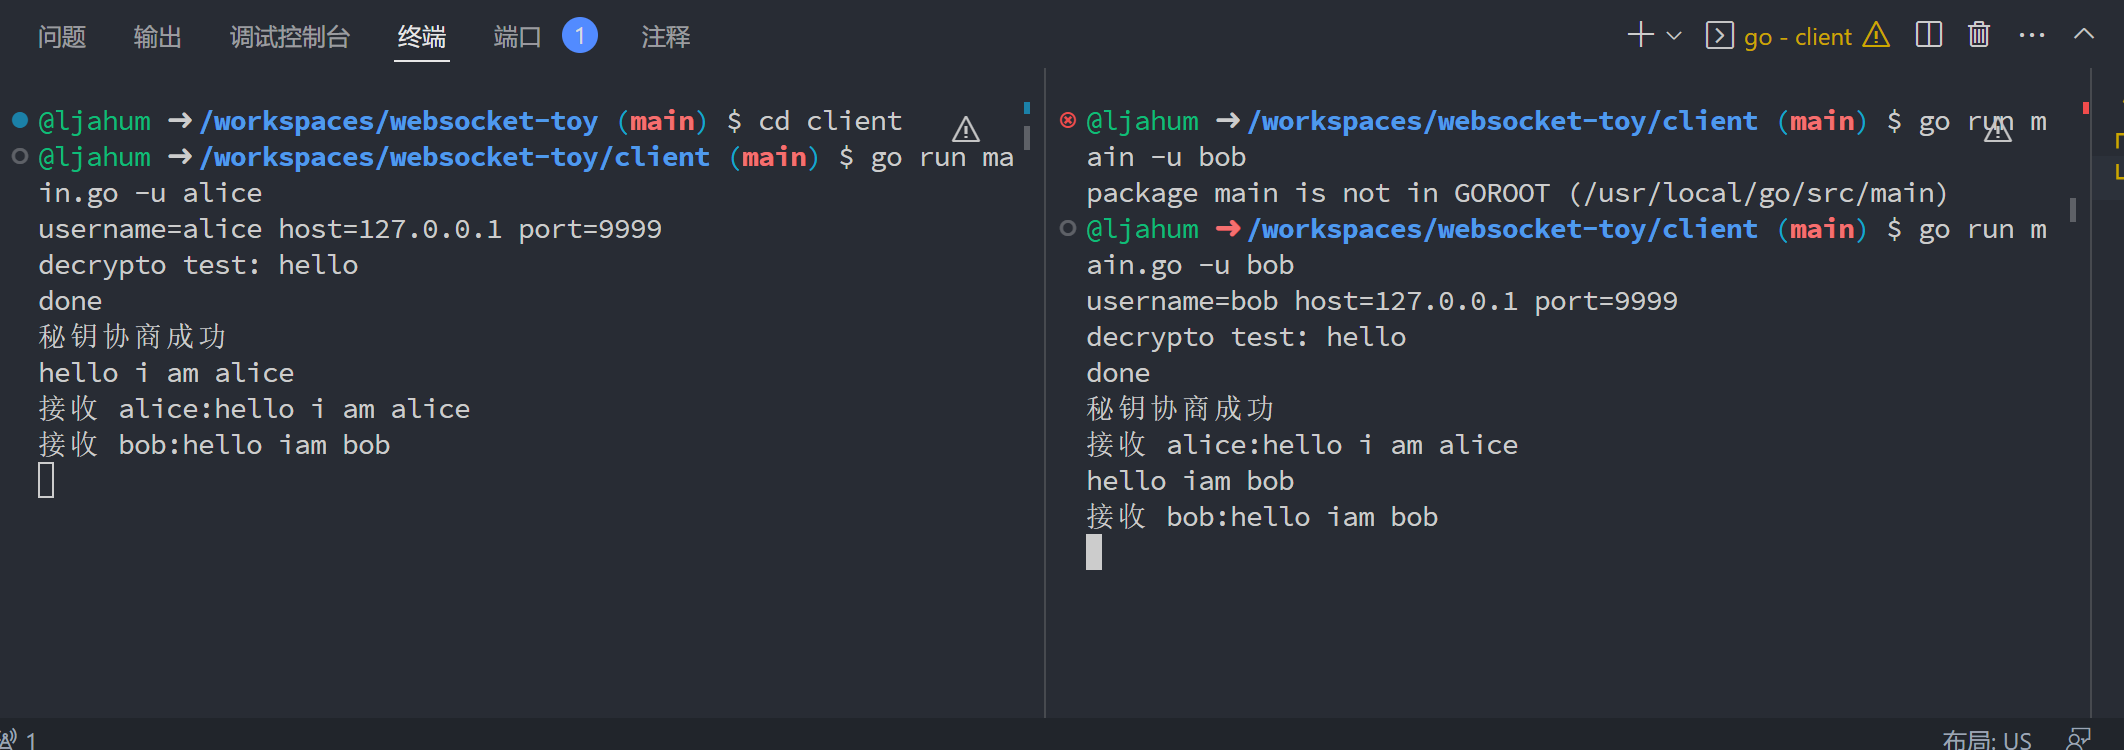 问题 输出 调试控制台 终端 端口 1 注释 go - client
@ljahum ➜ /workspaces/websocket-toy (main) $ cd client
@ljahum ➜ /workspaces/websocket-toy/client (main) $ go run ma
in.go -u alice
username=alice host=127.0.0.1 port=9999
decrypto test: hello
done
秘钥协商成功
hello i am alice
接收 alice:hello i am alice
接收 bob:hello iam bob
@ljahum ➜ /workspaces/websocket-toy/client (main) $ go run m
ain -u bob
package main is not in GOROOT (/usr/local/go/src/main)
@ljahum ➜ /workspaces/websocket-toy/client (main) $ go run m
ain.go -u bob
username=bob host=127.0.0.1 port=9999
decrypto test: hello
done
秘钥协商成功
接收 alice:hello i am alice
hello iam bob
接收 bob:hello iam bob
1 布局: US